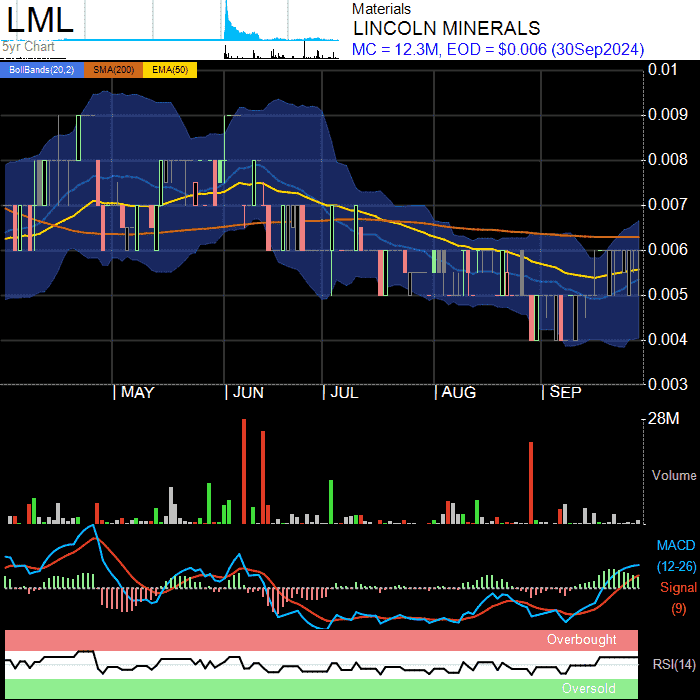 LML
5yr Chart
Materials
LINCOLN MINERALS
MC = 12.3M, EOD = $0.006 (30Sep2024)
BollBands(20,2) SMA(200) EMA(50)
0.01
0.009
0.008
0.007
0.006
0.005
0.004
0.003
MAY JUN JUL AUG SEP
28M
Volume
MACD
(12-26)
Signal
(9)
Overbought
RSI(14)
Oversold